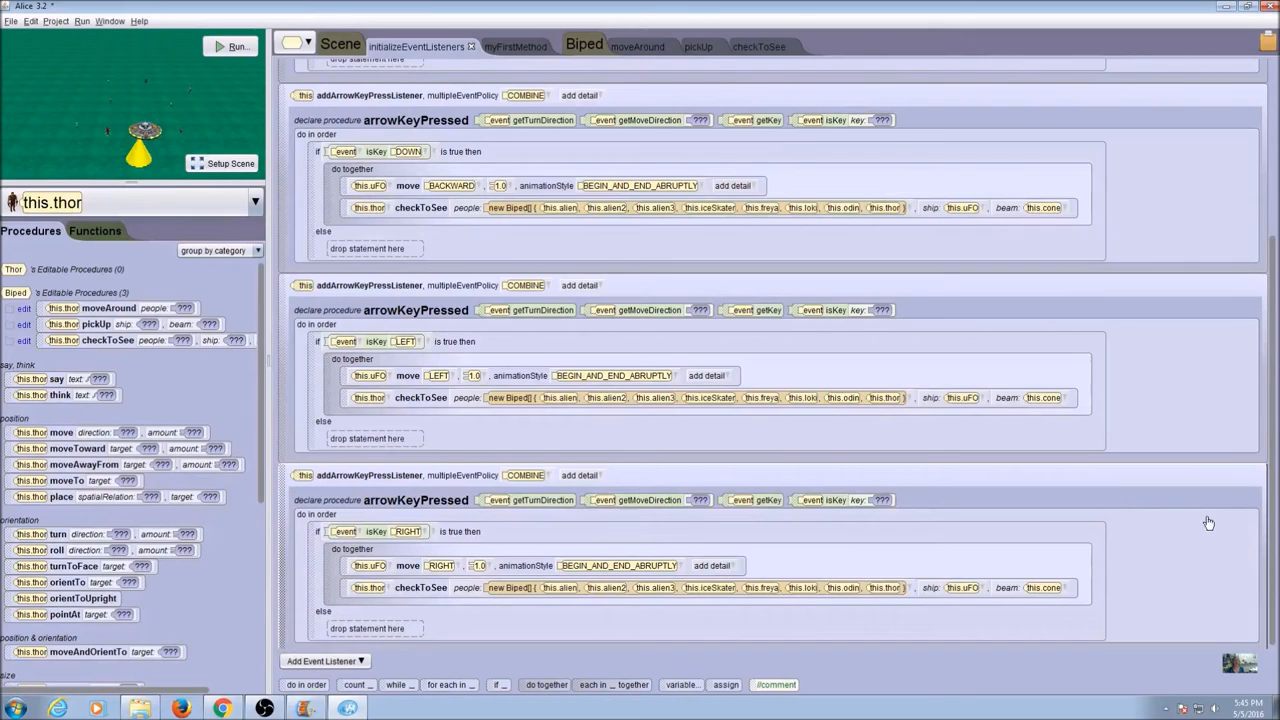 Alice 3.2 *
File Edit Project Run Window Help
Run...
Setup Scene
Scene initializeEventListeners myFirstMethod Biped moveAround pickUp checkToSee
this.thor
Procedures Functions
group by category
Thor 's Editable Procedures (0)
Biped 's Editable Procedures (3)
edit this.thor moveAround people: ???
edit this.thor pickUp ship: ??? , beam: ???
edit this.thor checkToSee people: ??? , ship: ??? ,
say, think
this.thor say text: ???
this.thor think text: ???
position
this.thor move direction: ??? , amount: ???
this.thor moveToward target: ??? , amount: ???
this.thor moveAwayFrom target: ??? , amount: ???
this.thor moveTo target: ???
this.thor place spatialRelation: ??? , target: ???
orientation
this.thor turn direction: ??? , amount: ???
this.thor roll direction: ??? , amount: ???
this.thor turnToFace target: ???
this.thor orientTo target: ???
this.thor orientToUpright
this.thor pointAt target: ???
position & orientation
this.thor moveAndOrientTo target: ???
size
drop statement here
this addArrowKeyPressListener, multipleEventPolicy COMBINE add detail
declare procedure arrowKeyPressed event getTurnDirection event getMoveDirection ??? event getKey event isKey key: ???
do in order
if event isKey DOWN is true then
do together
this.uFO move BACKWARD , 1.0 , animationStyle BEGIN_AND_END_ABRUPTLY add detail
this.thor checkToSee people: new Biped[] { this.alien , this.alien2 , this.alien3 , this.iceSkater , this.freya , this.loki , this.odin , this.thor } , ship: this.uFO , beam: this.cone
else
drop statement here
this addArrowKeyPressListener, multipleEventPolicy COMBINE add detail
declare procedure arrowKeyPressed event getTurnDirection event getMoveDirection ??? event getKey event isKey key: ???
do in order
if event isKey LEFT is true then
do together
this.uFO move LEFT , 1.0 , animationStyle BEGIN_AND_END_ABRUPTLY add detail
this.thor checkToSee people: new Biped[] { this.alien , this.alien2 , this.alien3 , this.iceSkater , this.freya , this.loki , this.odin , this.thor } , ship: this.uFO , beam: this.cone
else
drop statement here
this addArrowKeyPressListener, multipleEventPolicy COMBINE add detail
declare procedure arrowKeyPressed event getTurnDirection event getMoveDirection ??? event getKey event isKey key: ???
do in order
if event isKey RIGHT is true then
do together
this.uFO move RIGHT , 1.0 , animationStyle BEGIN_AND_END_ABRUPTLY add detail
this.thor checkToSee people: new Biped[] { this.alien , this.alien2 , this.alien3 , this.iceSkater , this.freya , this.loki , this.odin , this.thor } , ship: this.uFO , beam: this.cone
else
drop statement here
Add Event Listener
do in order count _ while _ for each in _ if _ do together each in _ together variable... assign //comment
5:45 PM
5/5/2016